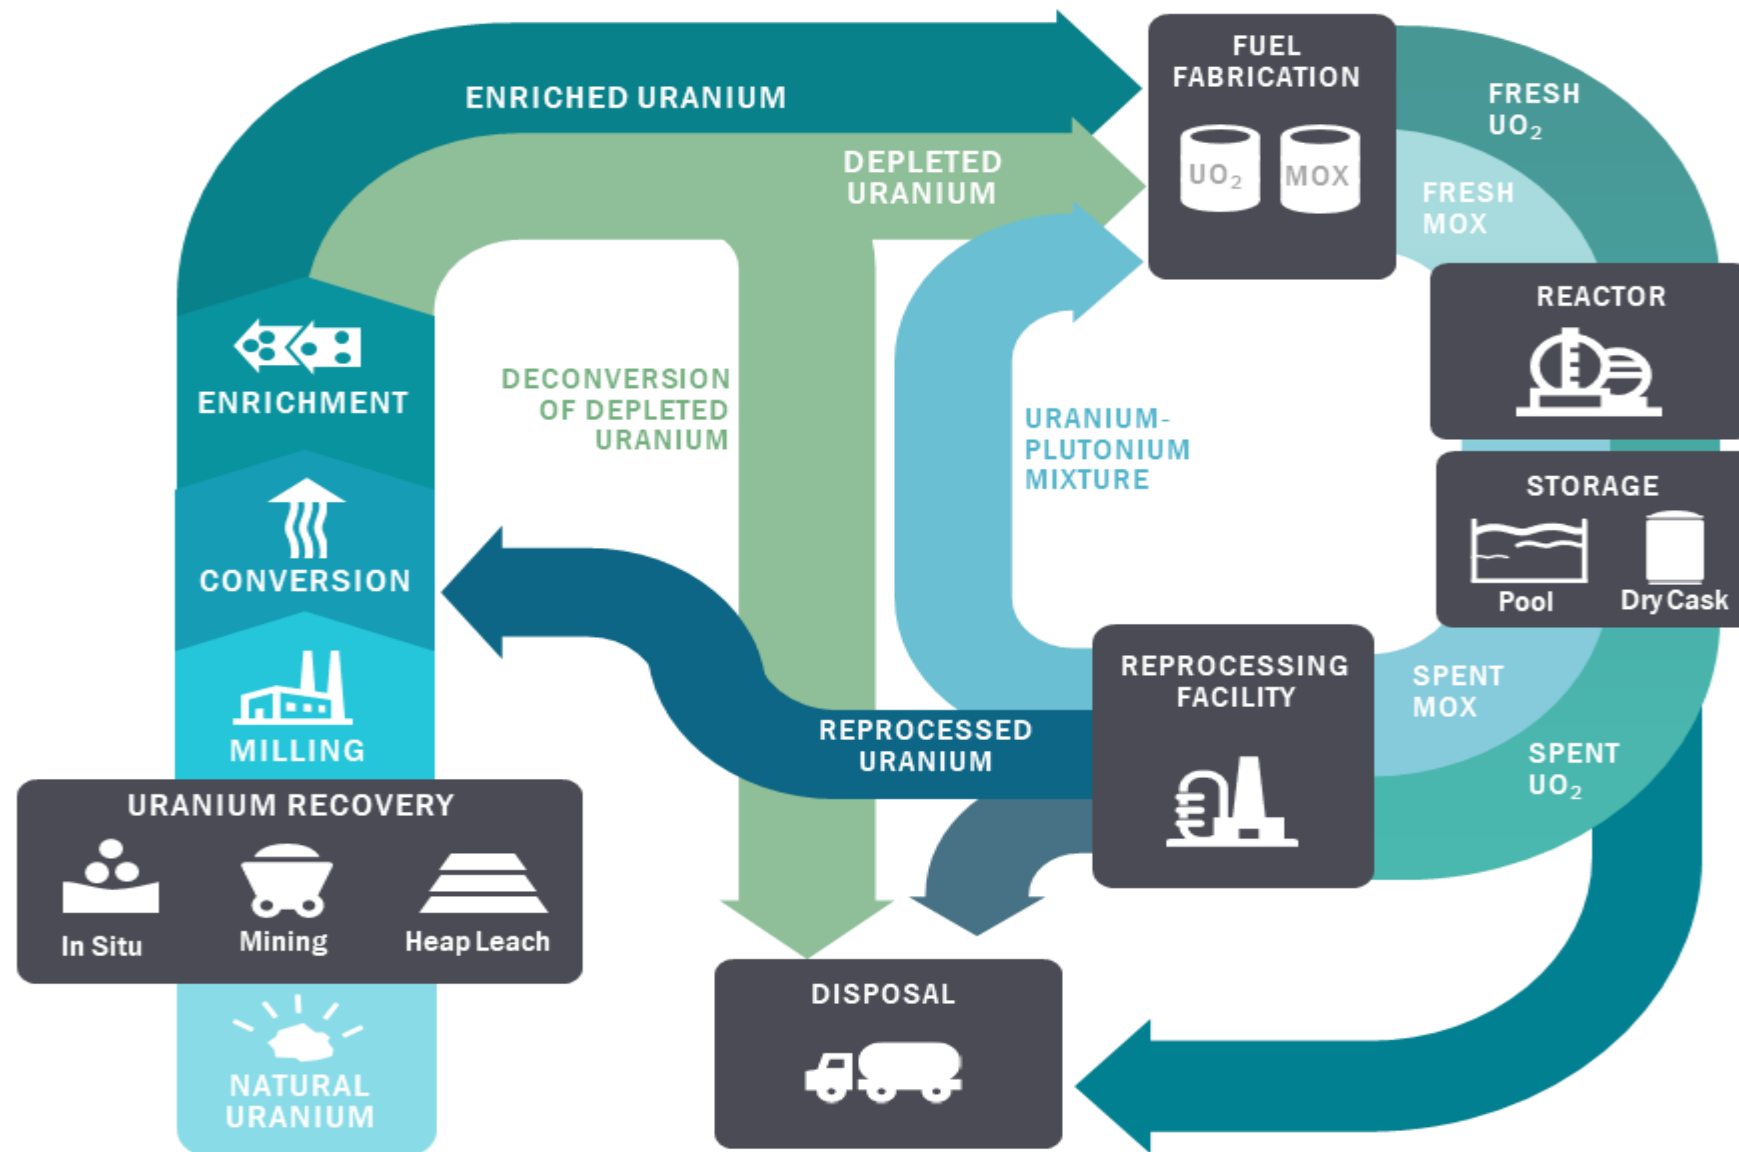 ENRICHED URANIUM
DEPLETED
URANIUM
FUEL
FABRICATION
UO₂
MOX
FRESH
UO₂
FRESH
MOX
REACTOR
STORAGE
Pool
Dry Cask
ENRICHMENT
DECONVERSION
OF DEPLETED
URANIUM
URANIUM-
PLUTONIUM
MIXTURE
CONVERSION
MILLING
REPROCESSED
URANIUM
REPROCESSING
FACILITY
SPENT
MOX
SPENT
UO₂
URANIUM RECOVERY
In Situ
Mining
Heap Leach
NATURAL
URANIUM
DISPOSAL